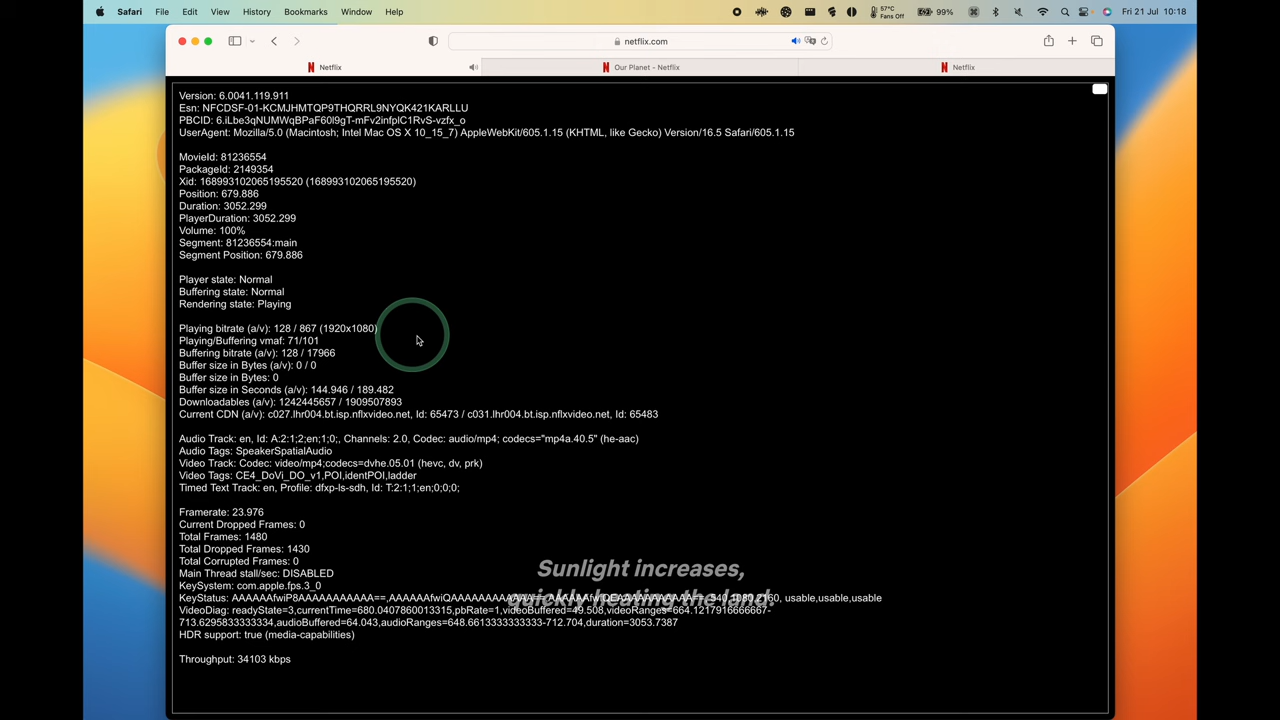 Safari File Edit View History Bookmarks Window Help
57°C
Fans Off
99% Fri 21 Jul 10:18
netflix.com
Netflix
Our Planet – Netflix
Netflix
Version: 6.0041.119.911
Esn: NFCDSF-01-KCMJHMTQP9THQRRL9NYQK421KARLLU
PBCID: 6.iLbe3qNUMWqBPaF60l9gT-mFv2infplC1RvS-vzfx_o
UserAgent: Mozilla/5.0 (Macintosh; Intel Mac OS X 10_15_7) AppleWebKit/605.1.15 (KHTML, like Gecko) Version/16.5 Safari/605.1.15
MovieId: 81236554
PackageId: 2149354
Xid: 168993102065195520 (168993102065195520)
Position: 679.886
Duration: 3052.299
PlayerDuration: 3052.299
Volume: 100%
Segment: 81236554:main
Segment Position: 679.886
Player state: Normal
Buffering state: Normal
Rendering state: Playing
Playing bitrate (a/v): 128 / 867 (1920x1080)
Playing/Buffering vmaf: 71/101
Buffering bitrate (a/v): 128 / 17966
Buffer size in Bytes (a/v): 0 / 0
Buffer size in Bytes: 0
Buffer size in Seconds (a/v): 144.946 / 189.482
Downloadables (a/v): 1242445657 / 1909507893
Current CDN (a/v): c027.lhr004.bt.isp.nflxvideo.net, Id: 65473 / c031.lhr004.bt.isp.nflxvideo.net, Id: 65483
Audio Track: en, Id: A:2:1;2;en;1;0;, Channels: 2.0, Codec: audio/mp4; codecs="mp4a.40.5" (he-aac)
Audio Tags: SpeakerSpatialAudio
Video Track: Codec: video/mp4;codecs=dvhe.05.01 (hevc, dv, prk)
Video Tags: CE4_DoVi_DO_v1,POI,identPOI,ladder
Timed Text Track: en, Profile: dfxp-ls-sdh, Id: T:2:1;1;en;0;0;0;
Framerate: 23.976
Current Dropped Frames: 0
Total Frames: 1480
Total Dropped Frames: 1430
Total Corrupted Frames: 0
Main Thread stall/sec: DISABLED
KeySystem: com.apple.fps.3_0
KeyStatus: 2160, usable,usable,usable
VideoDiag: readyState=3,currentTime=680.0407860013315,pbRate=1,videoBuffered=49.508,videoRanges=664.1217916666667-
713.6295833333334,audioBuffered=64.043,audioRanges=648.6613333333333-712.704,duration=3053.7387
HDR support: true (media-capabilities)
Throughput: 34103 kbps
Sunlight increases,
quickly heating the land.